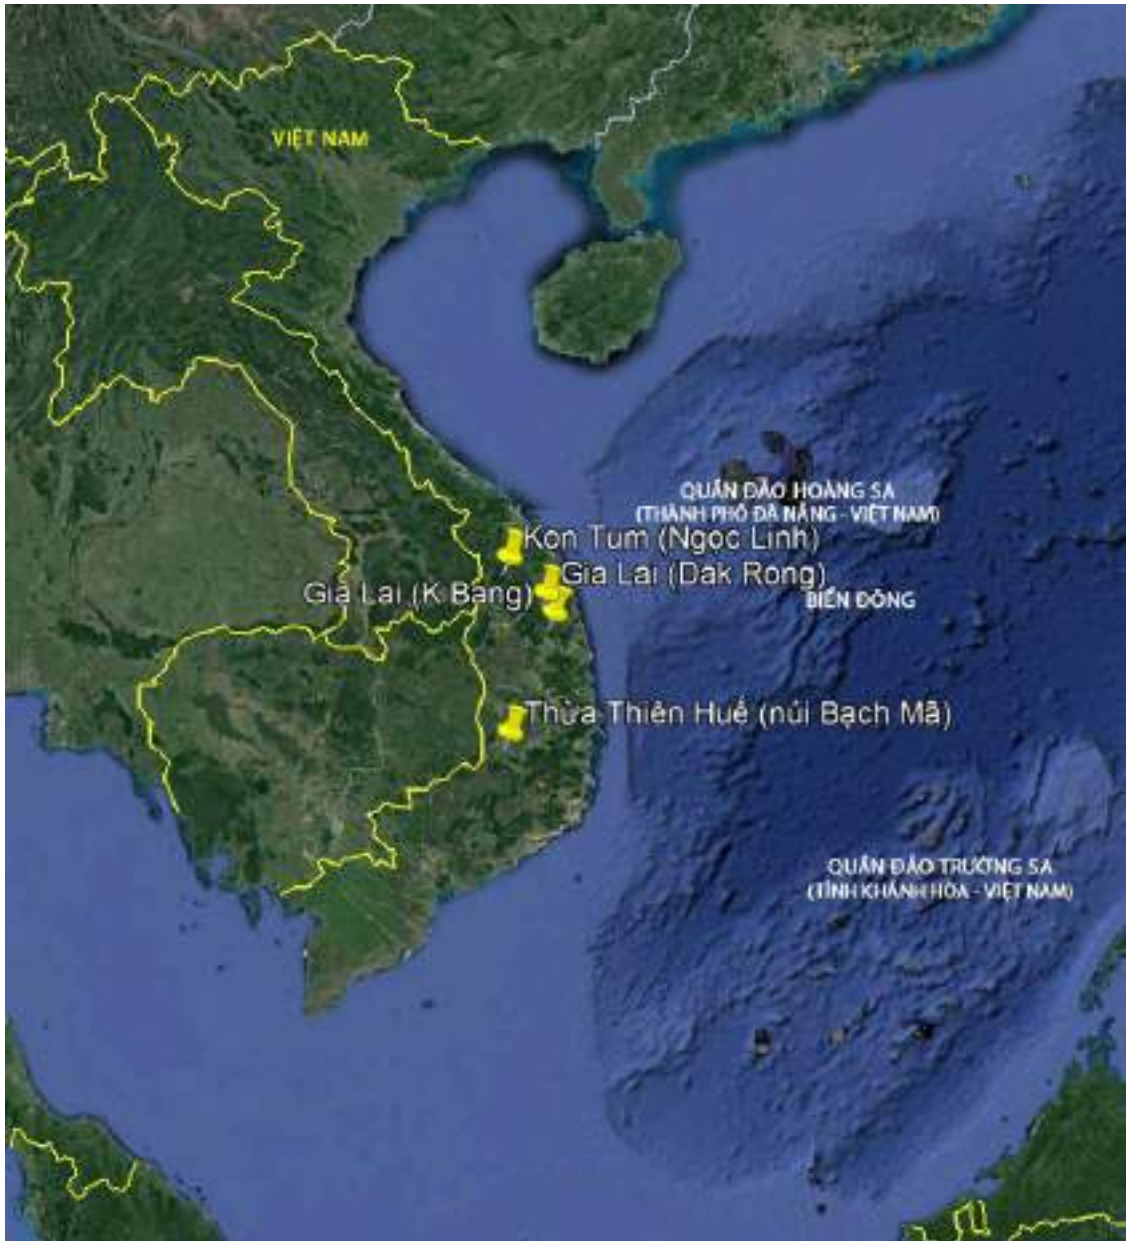 VIỆT NAM
QUẦN ĐẢO HOÀNG SA
(THÀNH PHỐ ĐÀ NẴNG - VIỆT NAM)
Kon Tum (Ngoc Linh)
Gia Lai (Dak Rong)
Gia Lai (K Bang)
BIỂN ĐÔNG
Thừa Thiên Huế (núi Bạch Mã)
QUẦN ĐẢO TRƯỜNG SA
(TỈNH KHÁNH HÒA - VIỆT NAM)